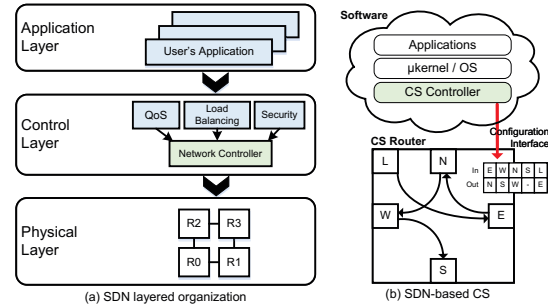 Application
Layer
User's Application
Control
Layer
QoS
Load
Balancing
Security
Network Controller
Physical
Layer
R2
R3
R0
R1
(a) SDN layered organization
Software
Applications
μkernel / OS
CS Controller
Configuration
Interface
CS Router
L
N
W
E
S
In E W N S L
Out N S W - E
(b) SDN-based CS